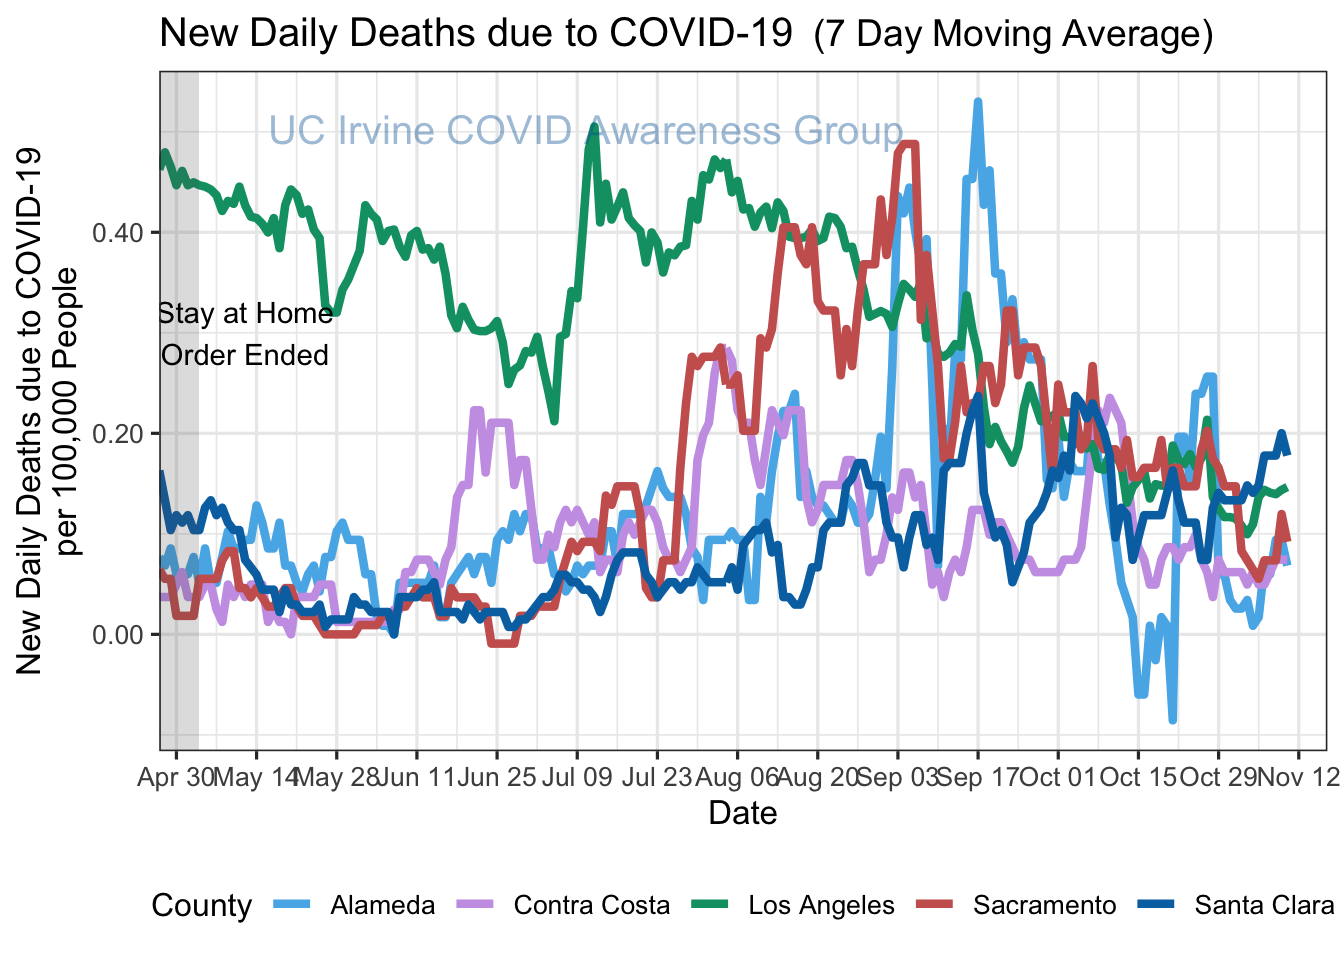 New Daily Deaths due to COVID-19 (7 Day Moving Average)
UC Irvine COVID Awareness Group
New Daily Deaths due to COVID-19
per 100,000 People
0.40
0.20
0.00
Stay at Home
Order Ended
Apr 30 May 14 May 28 Jun 11 Jun 25 Jul 09 Jul 23 Aug 06 Aug 20 Sep 03 Sep 17 Oct 01 Oct 15 Oct 29 Nov 12
Date
County Alameda Contra Costa Los Angeles Sacramento Santa Clara